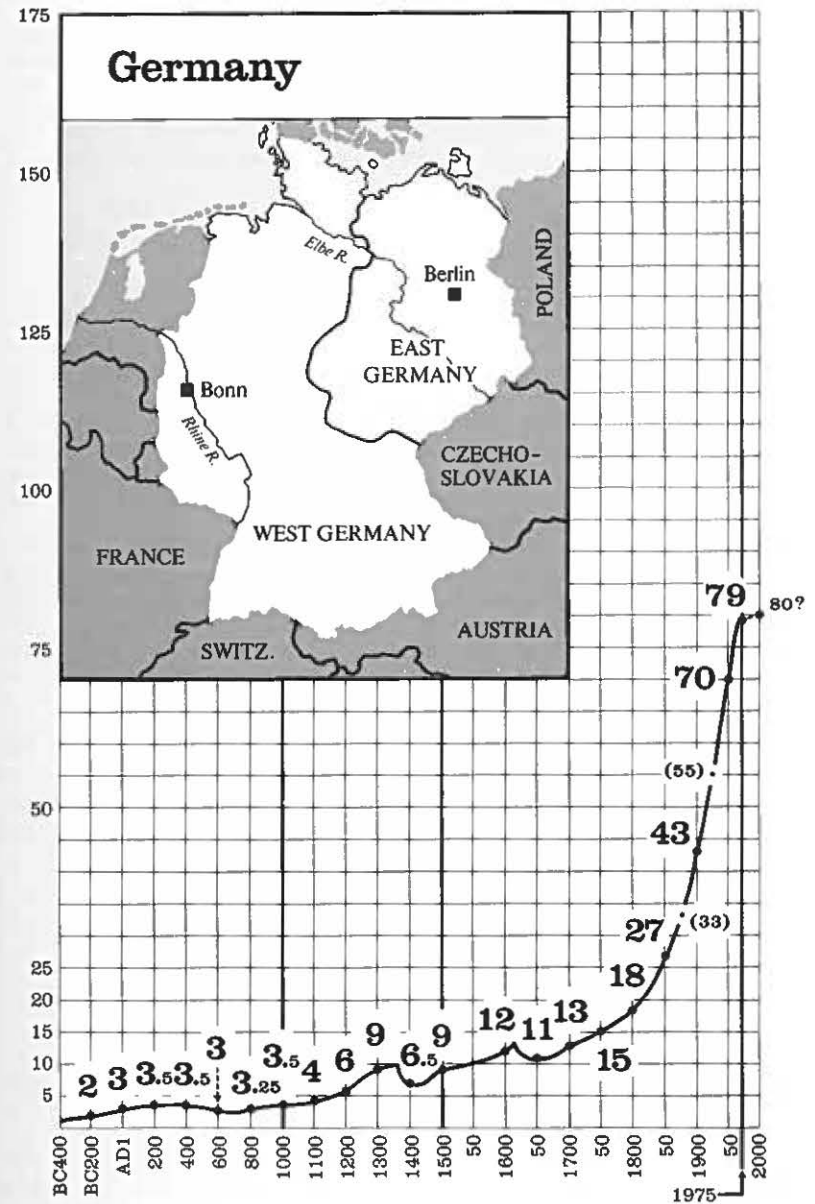 175
Germany
150
Elbe R.
Berlin
POLAND
125
EAST
GERMANY
Bonn
Rhine R.
CZECHO-
SLOVAKIA
100
WEST GERMANY
FRANCE
79
80?
AUSTRIA
SWITZ.
75
70
(55)
50
43
(33)
27
25
18
20
15
12 11 13
15
10
9 6.5 9
6
4
3.5
3
3.25
3.5 3.5
3
2
5
BC400 BC200 AD1 200 400 600 800 1000 1100 1200 1300 1400 1500 50 1600 50 1700 50 1800 50 1900 50 2000
1975